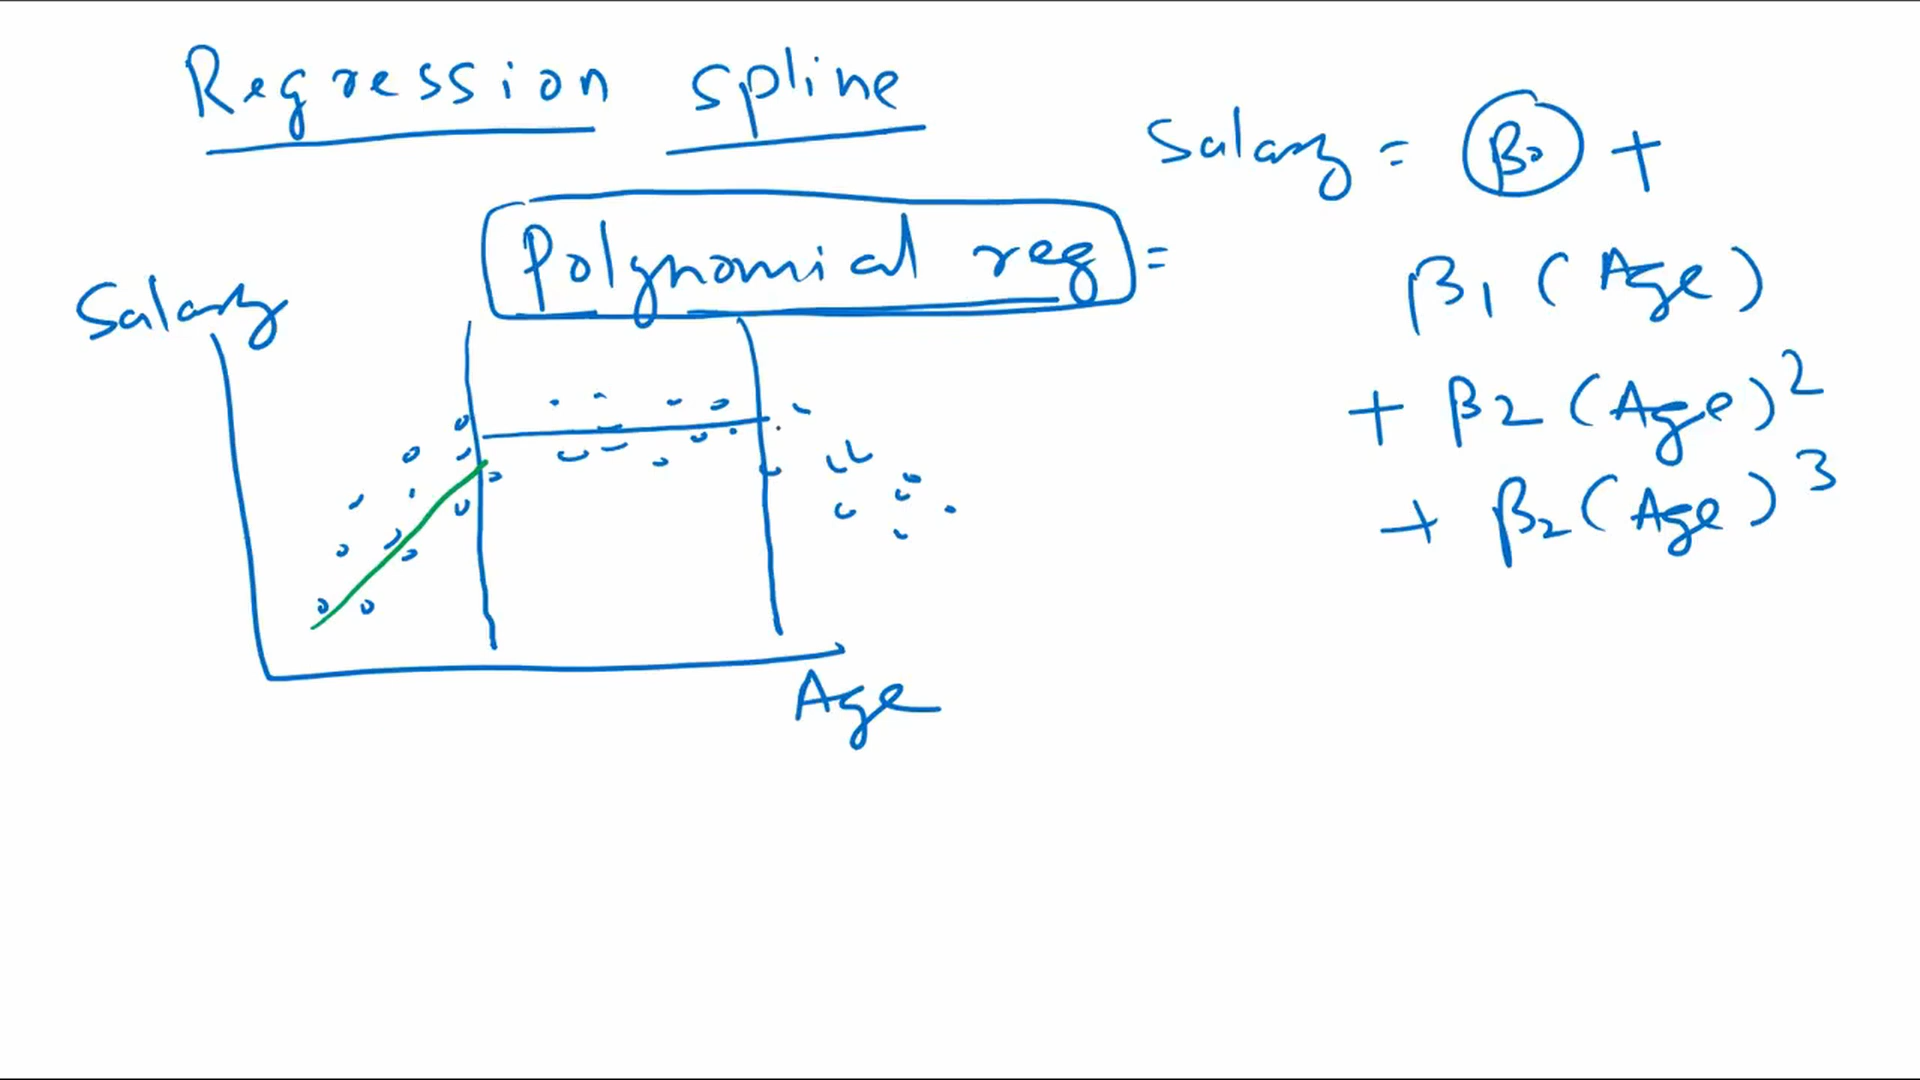 Regression spline
Salary = β0 +
Polynomial reg =
β1 (Age)
Salary
+ β2 (Age)²
+ β2 (Age)³
Age